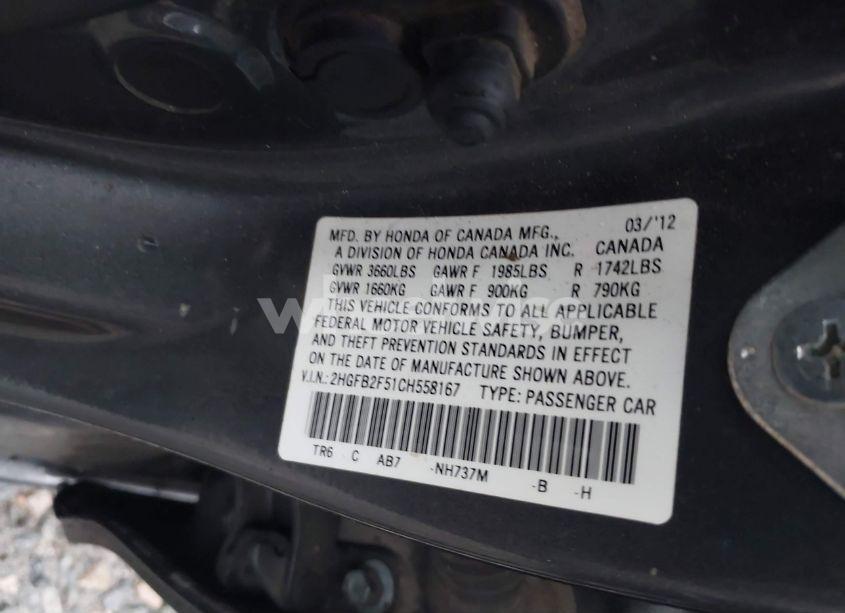 03/'12
MFD. BY HONDA OF CANADA MFG.,
A DIVISION OF HONDA CANADA INC. CANADA
GVWR 3660LBS GAWR F 1985LBS R 1742LBS
GVWR 1660KG GAWR F 900KG R 790KG
THIS VEHICLE CONFORMS TO ALL APPLICABLE
FEDERAL MOTOR VEHICLE SAFETY, BUMPER,
AND THEFT PREVENTION STANDARDS IN EFFECT
ON THE DATE OF MANUFACTURE SHOWN ABOVE.
V.I.N.: 2HGFB2F51CH558167 TYPE: PASSENGER CAR
TR6 C AB7 -NH737M -B -H